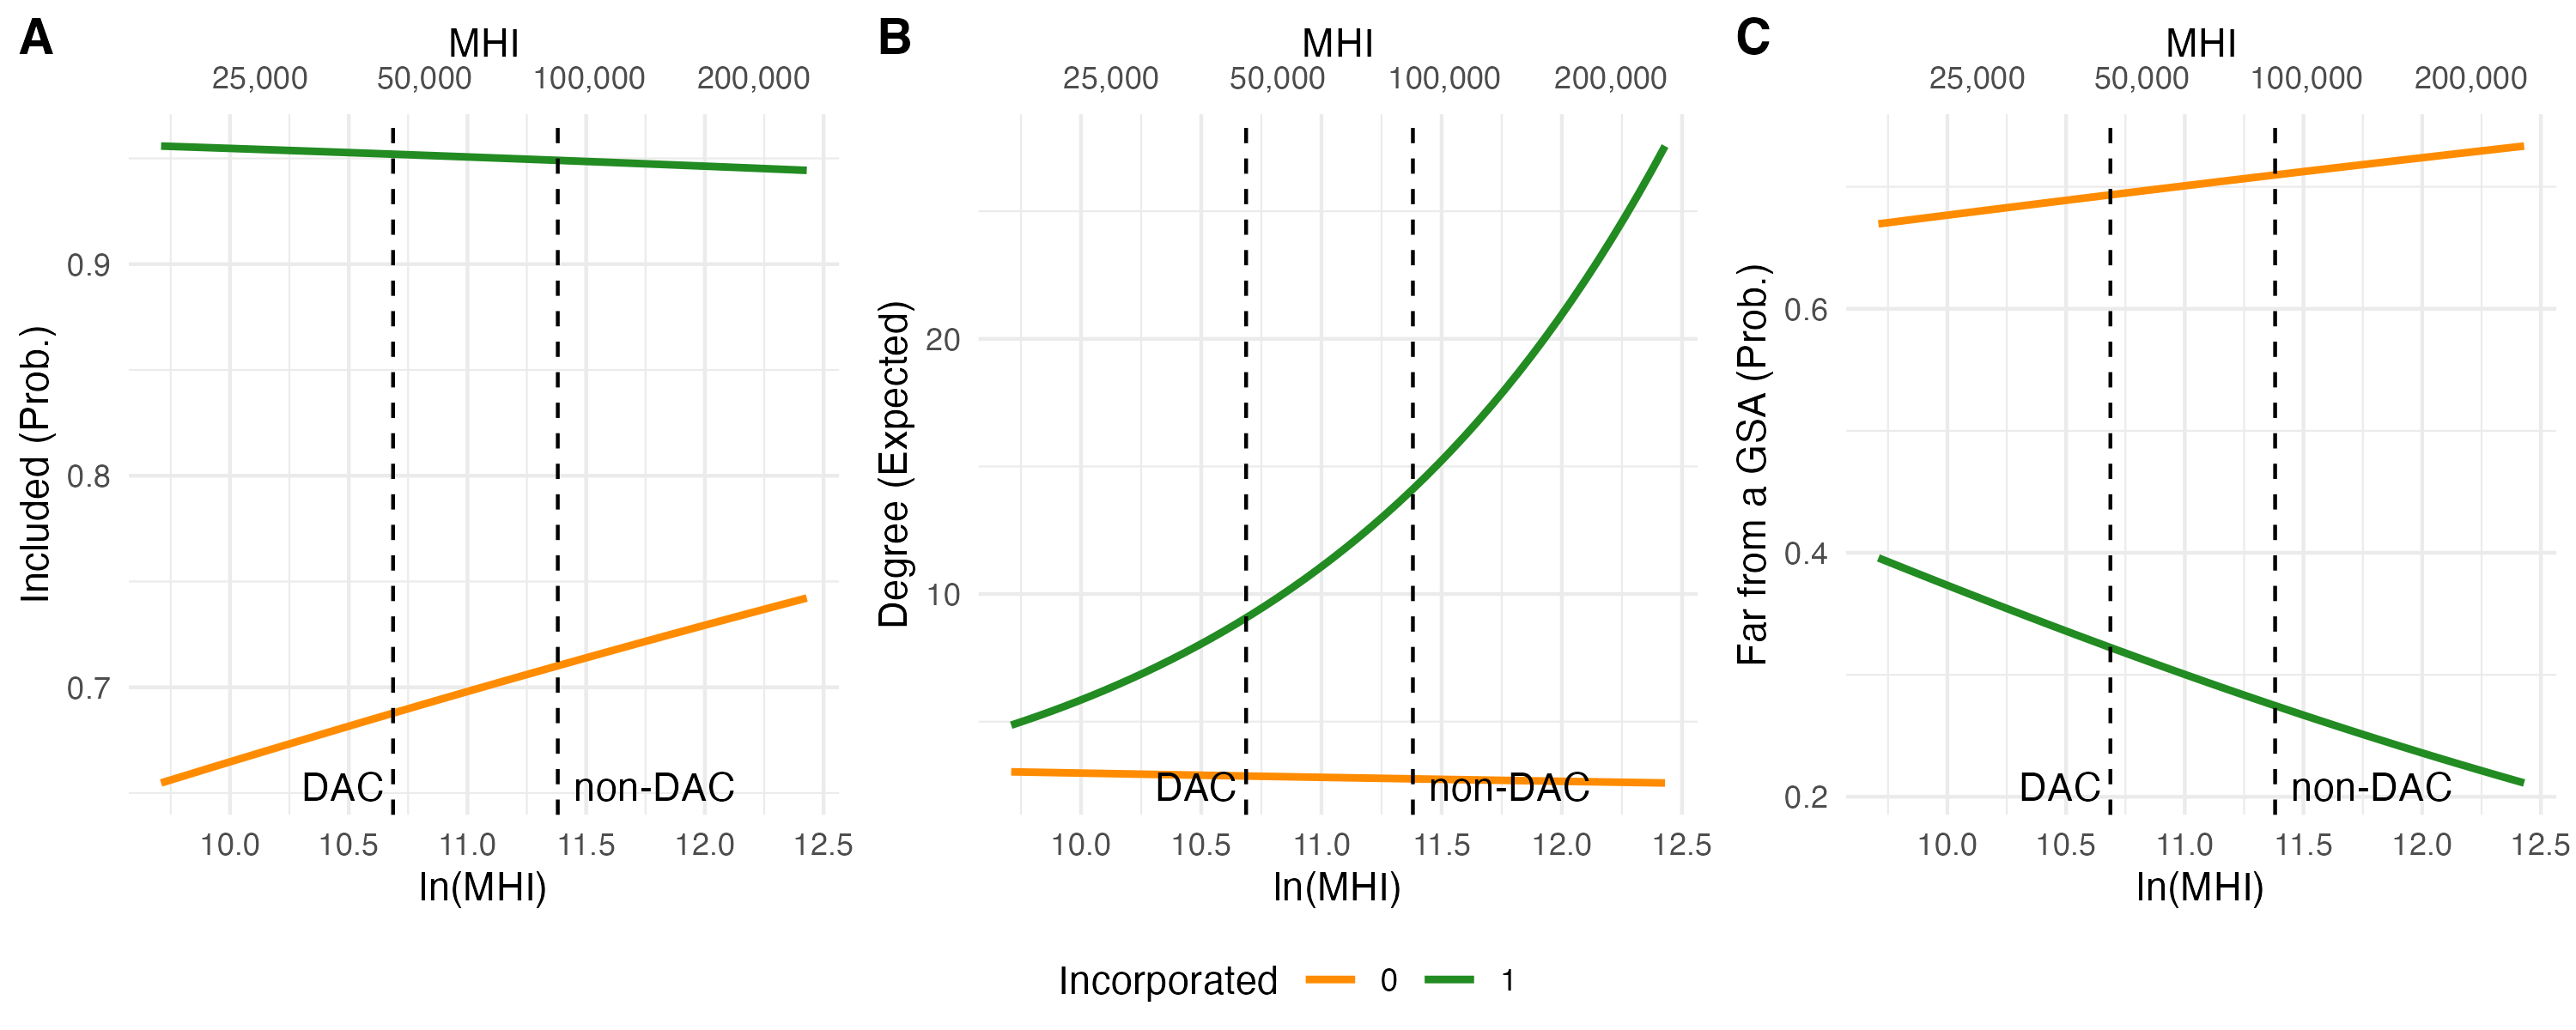 A
MHI
25,000 50,000 100,000 200,000
Included (Prob.)
0.9
0.8
0.7
DAC non-DAC
10.0 10.5 11.0 11.5 12.0 12.5
ln(MHI)
B
MHI
25,000 50,000 100,000 200,000
Degree (Expected)
20
10
DAC non-DAC
10.0 10.5 11.0 11.5 12.0 12.5
ln(MHI)
C
MHI
25,000 50,000 100,000 200,000
Far from a GSA (Prob.)
0.6
0.4
0.2
DAC non-DAC
10.0 10.5 11.0 11.5 12.0 12.5
ln(MHI)
Incorporated 0 1